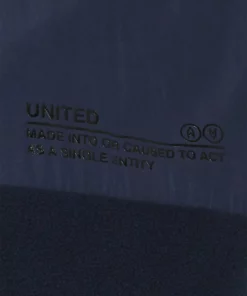 UNITED
MADE INTO OR CAUSED TO ACT
AS A SINGLE ENTITY